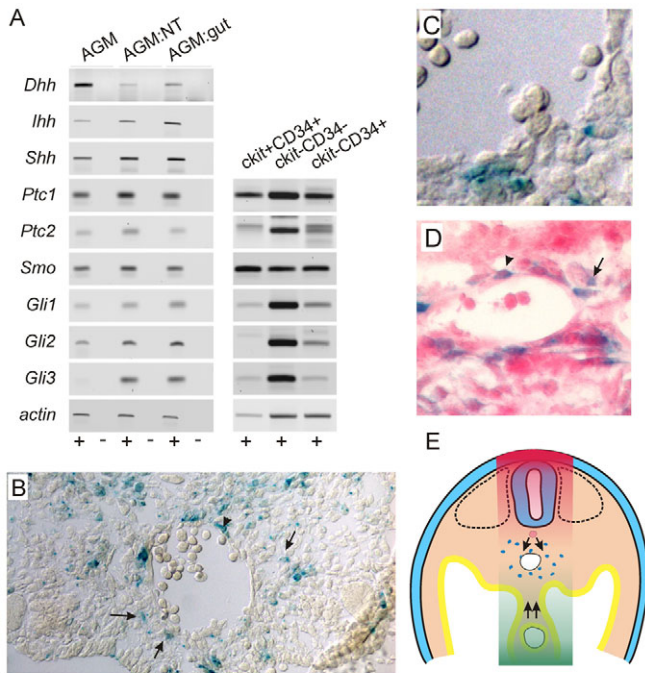 A
AGM AGM:NT AGM:gut
Dhh
Ihh
Shh
ckit+CD34+ ckit-CD34- ckit-CD34+
Ptc1
Ptc2
Smo
Gli1
Gli2
Gli3
actin
+ - + - + - + + +
B
C
D
E